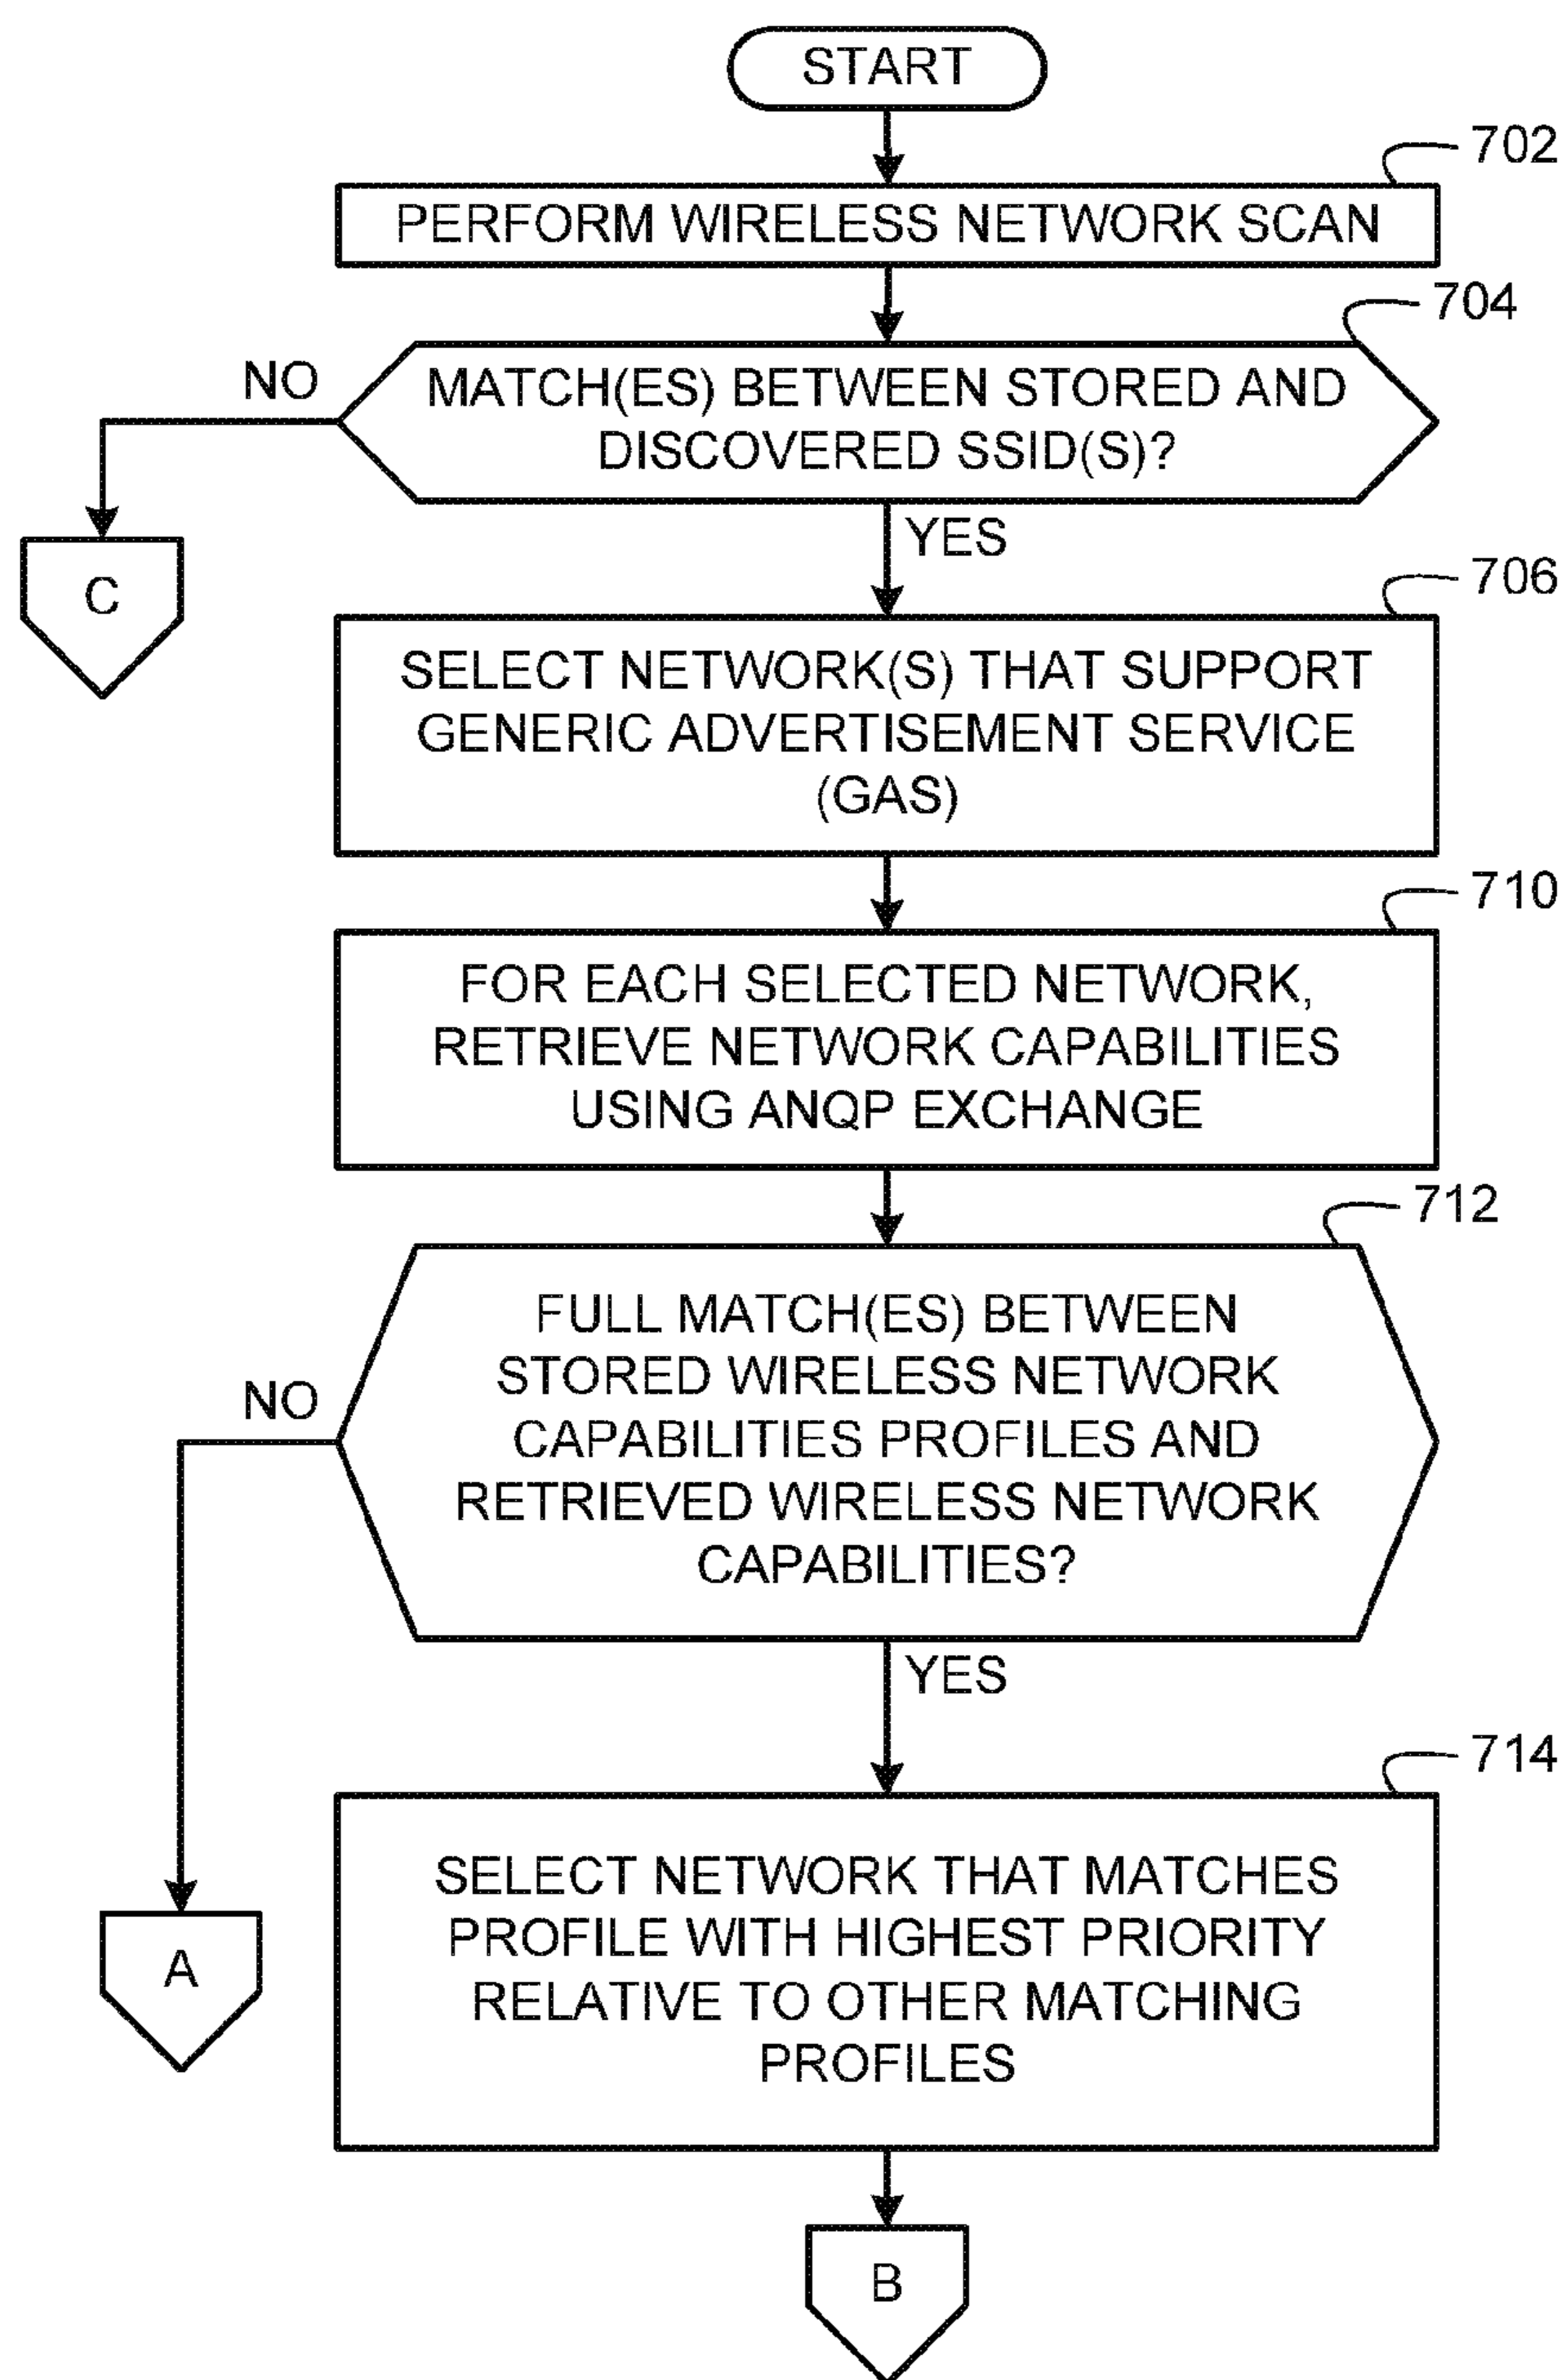 START
702
PERFORM WIRELESS NETWORK SCAN
704
NO
MATCH(ES) BETWEEN STORED AND
DISCOVERED SSID(S)?
YES
C
706
SELECT NETWORK(S) THAT SUPPORT
GENERIC ADVERTISEMENT SERVICE
(GAS)
710
FOR EACH SELECTED NETWORK,
RETRIEVE NETWORK CAPABILITIES
USING ANQP EXCHANGE
712
FULL MATCH(ES) BETWEEN
STORED WIRELESS NETWORK
NO
CAPABILITIES PROFILES AND
RETRIEVED WIRELESS NETWORK
CAPABILITIES?
YES
714
SELECT NETWORK THAT MATCHES
PROFILE WITH HIGHEST PRIORITY
A
RELATIVE TO OTHER MATCHING
PROFILES
B